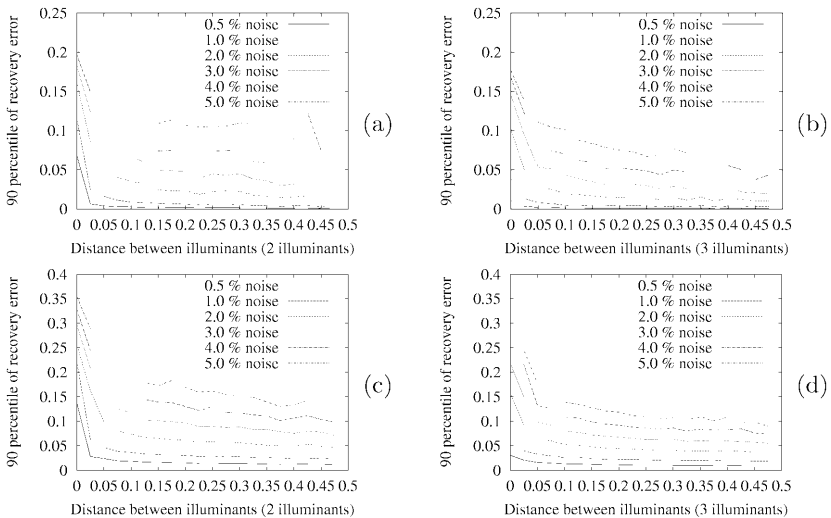 90 percentile of recovery error
0.25
0.2
0.15
0.1
0.05
0
0.5 % noise
1.0 % noise
2.0 % noise
3.0 % noise
4.0 % noise
5.0 % noise
(a)
0 0.05 0.1 0.15 0.2 0.25 0.3 0.35 0.4 0.45 0.5
Distance between illuminants (2 illuminants)
90 percentile of recovery error
0.25
0.2
0.15
0.1
0.05
0
0.5 % noise
1.0 % noise
2.0 % noise
3.0 % noise
4.0 % noise
5.0 % noise
(b)
0 0.05 0.1 0.15 0.2 0.25 0.3 0.35 0.4 0.45 0.5
Distance between illuminants (3 illuminants)
90 percentile of recovery error
0.4
0.35
0.3
0.25
0.2
0.15
0.1
0.05
0
0.5 % noise
1.0 % noise
2.0 % noise
3.0 % noise
4.0 % noise
5.0 % noise
(c)
0 0.05 0.1 0.15 0.2 0.25 0.3 0.35 0.4 0.45 0.5
Distance between illuminants (2 illuminants)
90 percentile of recovery error
0.4
0.35
0.3
0.25
0.2
0.15
0.1
0.05
0
0.5 % noise
1.0 % noise
2.0 % noise
3.0 % noise
4.0 % noise
5.0 % noise
(d)
0 0.05 0.1 0.15 0.2 0.25 0.3 0.35 0.4 0.45 0.5
Distance between illuminants (3 illuminants)